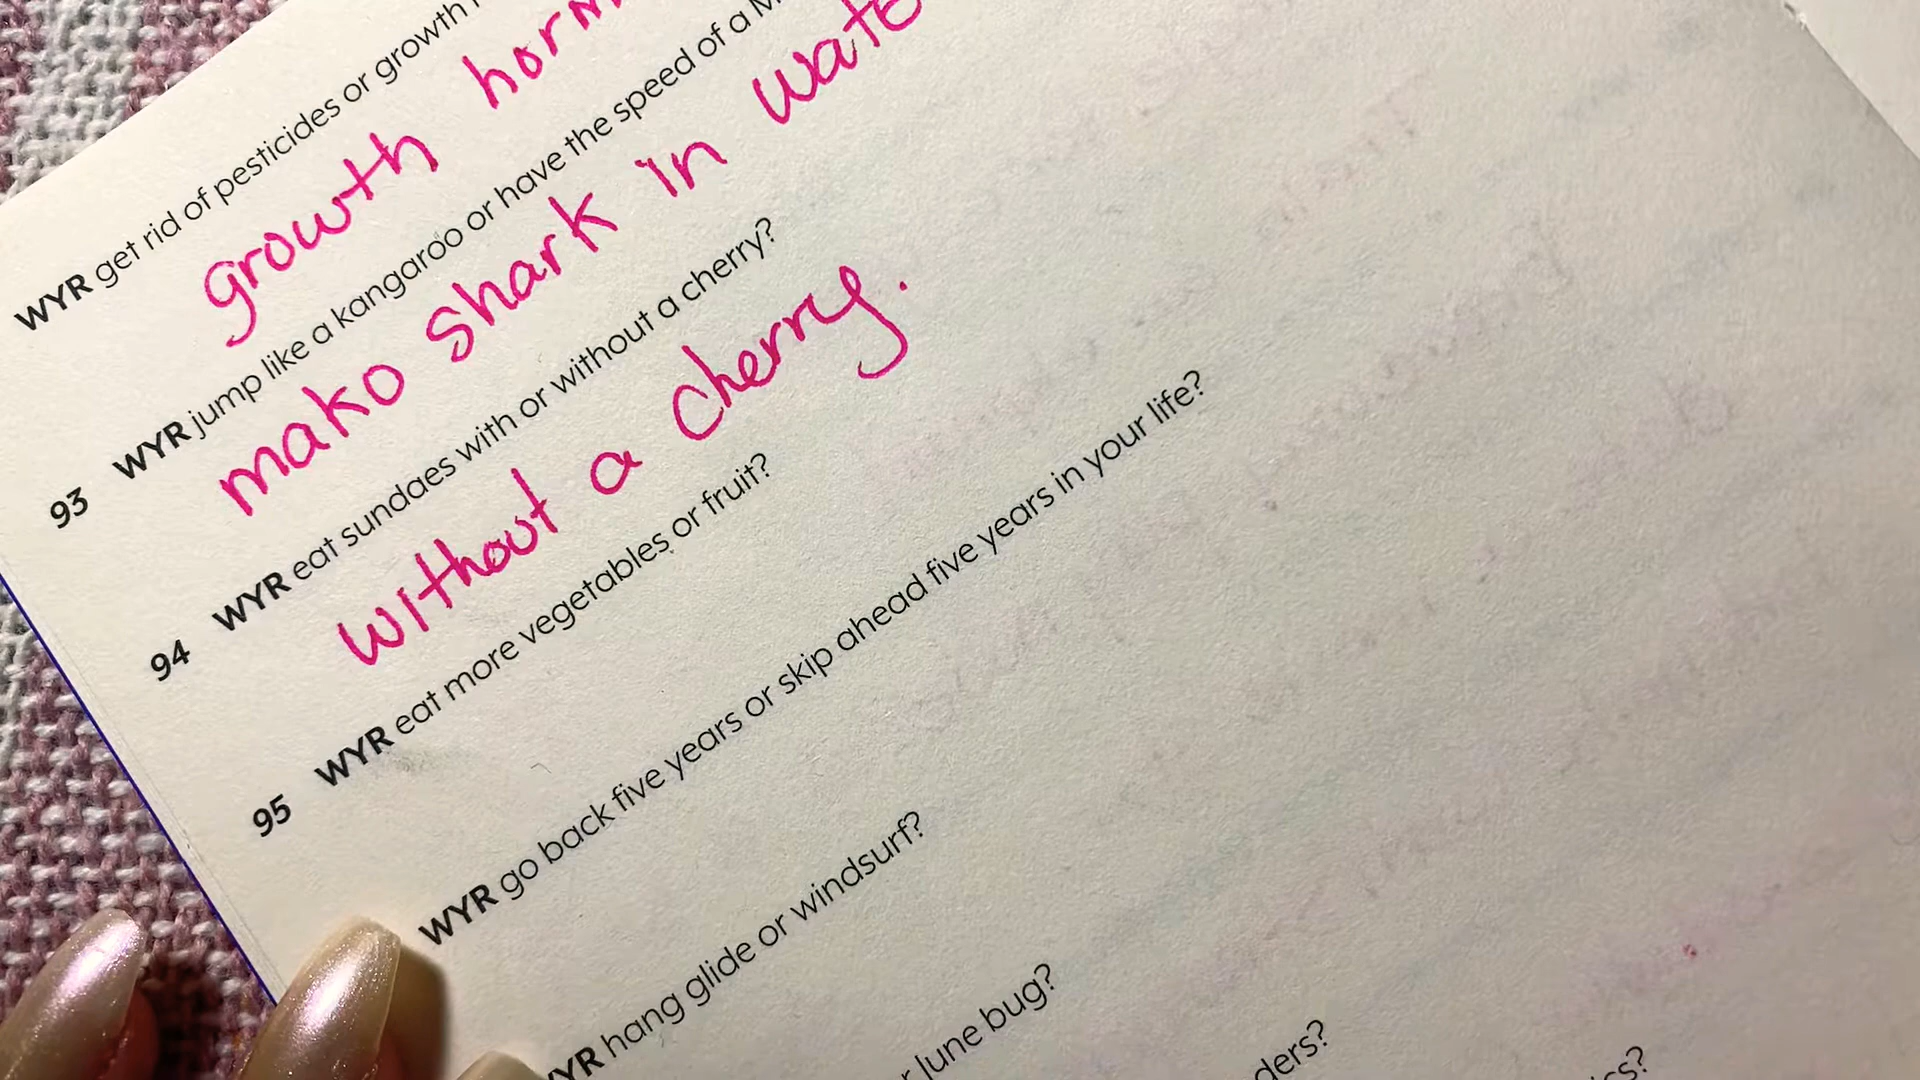 WYR get rid of pesticides or growth
growth horm
93 WYR jump like a kangaroo or have the speed of a M
mako shark in wate
94 WYR eat sundaes with or without a cherry?
without a cherry.
95 WYR eat more vegetables or fruit?
WYR go back five years or skip ahead five years in your life?
YR hang glide or windsurf?
r June bug?
ders?
ics?